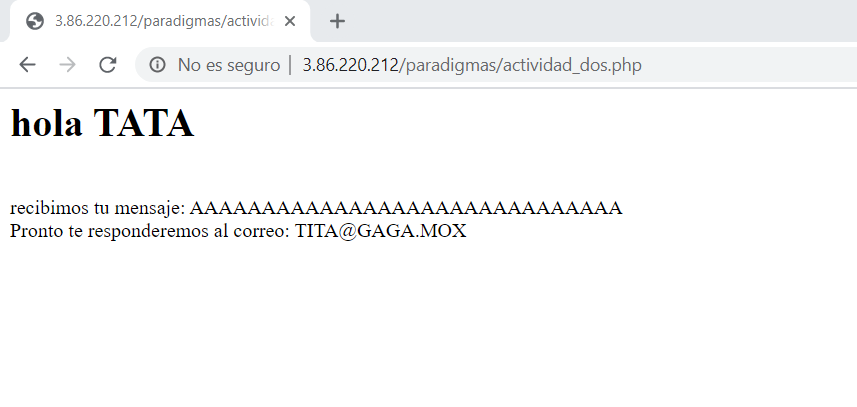 3.86.220.212/paradigmas/activida
No es seguro | 3.86.220.212/paradigmas/actividad_dos.php
hola TATA
recibimos tu mensaje: AAAAAAAAAAAAAAAAAAAAAAAAAAAAAA
Pronto te responderemos al correo: TITA@GAGA.MOX